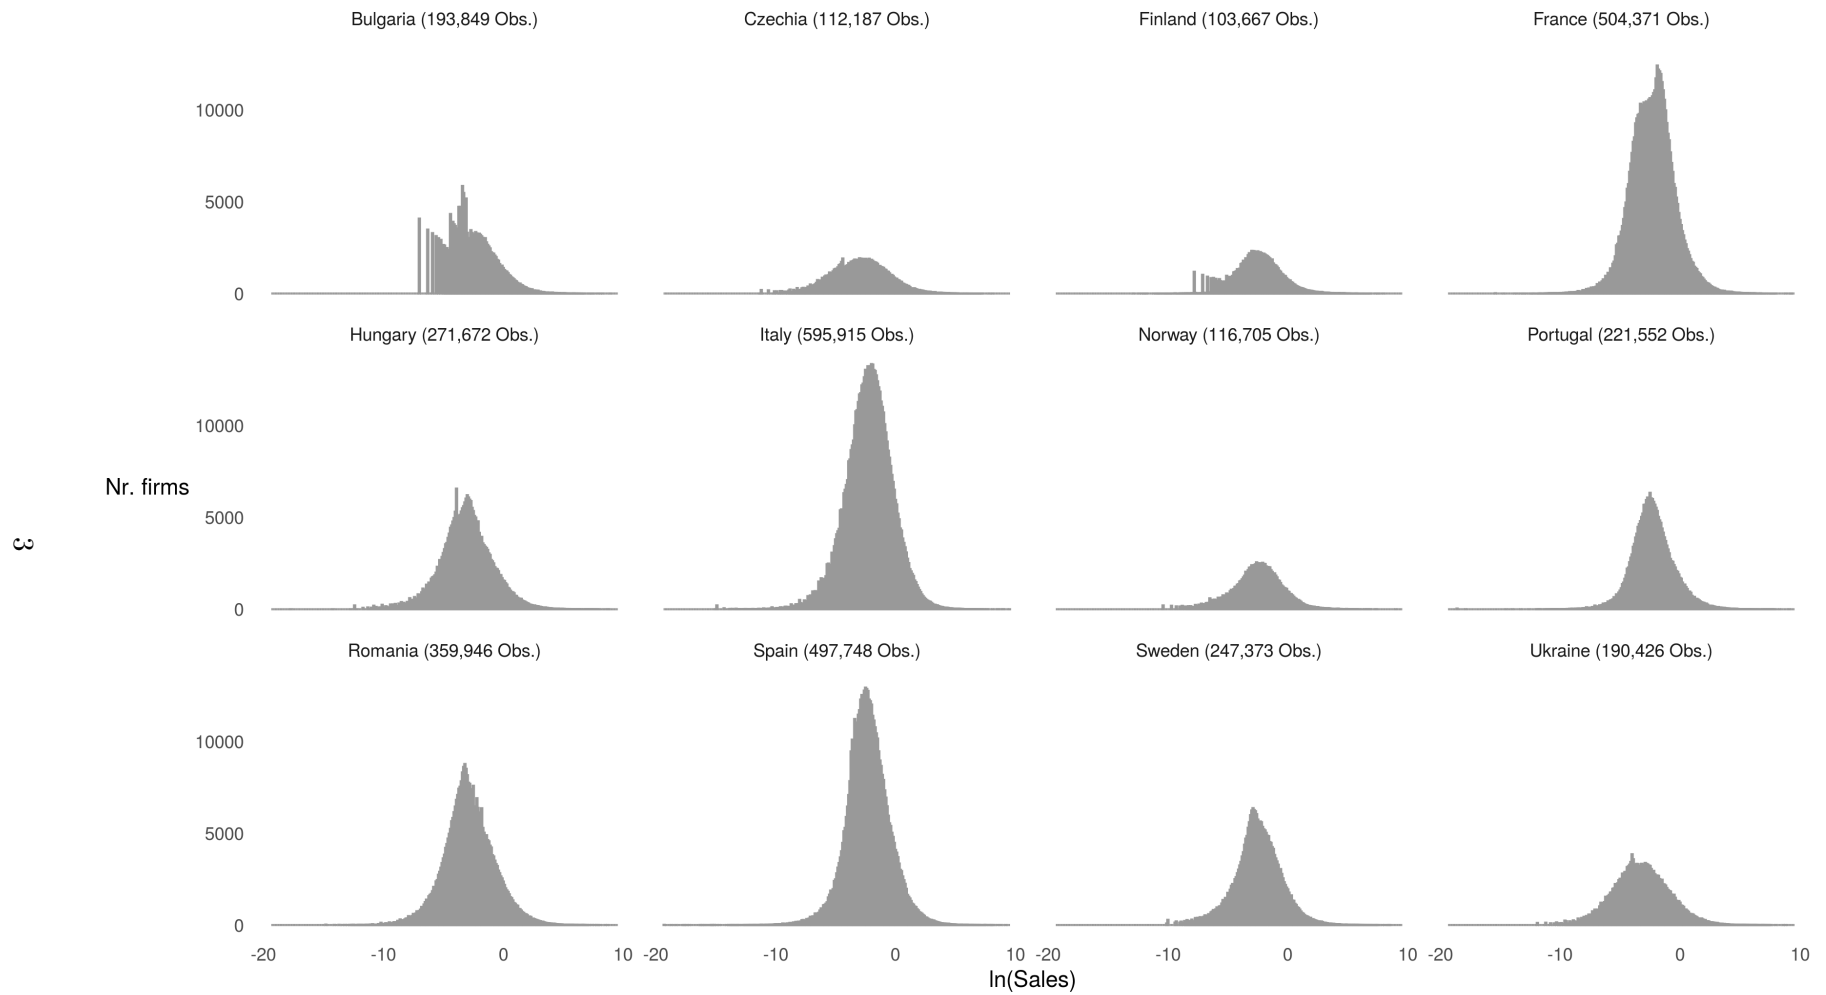 Bulgaria (193,849 Obs.)
Czechia (112,187 Obs.)
Finland (103,667 Obs.)
France (504,371 Obs.)
10000
5000
0
Hungary (271,672 Obs.)
Italy (595,915 Obs.)
Norway (116,705 Obs.)
Portugal (221,552 Obs.)
10000
Nr. firms
5000
0
3
Romania (359,946 Obs.)
Spain (497,748 Obs.)
Sweden (247,373 Obs.)
Ukraine (190,426 Obs.)
10000
5000
0
-20 -10 0 10
-20 -10 0 10
-20 -10 0 10
-20 -10 0 10
ln(Sales)